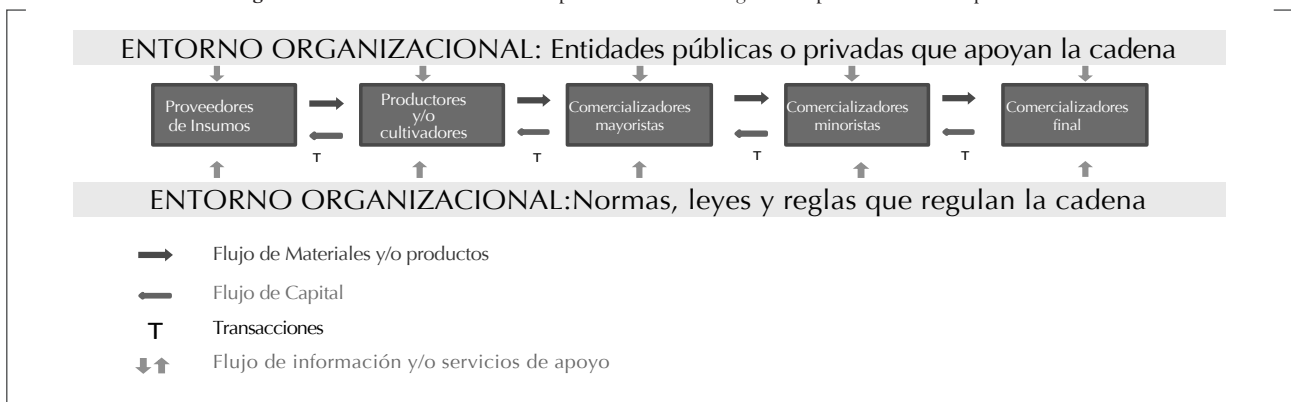 ENTORNO ORGANIZACIONAL: Entidades públicas o privadas que apoyan la cadena
Proveedores
de Insumos
Productores
y/o
cultivadores
Comercializadores
mayoristas
Comercializadores
minoristas
Comercializadores
final
T
T
T
T
ENTORNO ORGANIZACIONAL:Normas, leyes y reglas que regulan la cadena
Flujo de Materiales y/o productos
Flujo de Capital
T Transacciones
Flujo de información y/o servicios de apoyo